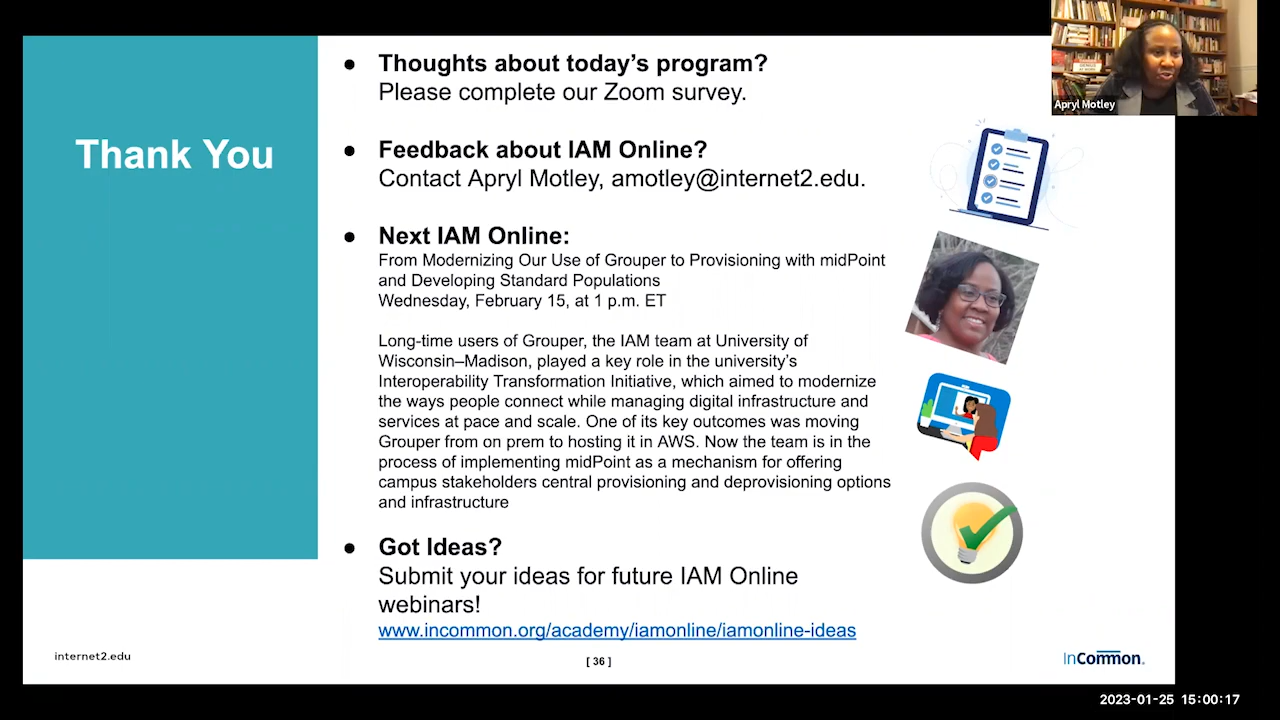 Thank You
● Thoughts about today's program?
Please complete our Zoom survey.
● Feedback about IAM Online?
Contact Apryl Motley, amotley@internet2.edu.
● Next IAM Online:
From Modernizing Our Use of Grouper to Provisioning with midPoint
and Developing Standard Populations
Wednesday, February 15, at 1 p.m. ET
Long-time users of Grouper, the IAM team at University of
Wisconsin–Madison, played a key role in the university's
Interoperability Transformation Initiative, which aimed to modernize
the ways people connect while managing digital infrastructure and
services at pace and scale. One of its key outcomes was moving
Grouper from on prem to hosting it in AWS. Now the team is in the
process of implementing midPoint as a mechanism for offering
campus stakeholders central provisioning and deprovisioning options
and infrastructure
● Got Ideas?
Submit your ideas for future IAM Online
webinars!
www.incommon.org/academy/iamonline/iamonline-ideas
internet2.edu
[ 36 ]
InCommon.
Apryl Motley
2023-01-25 15:00:17